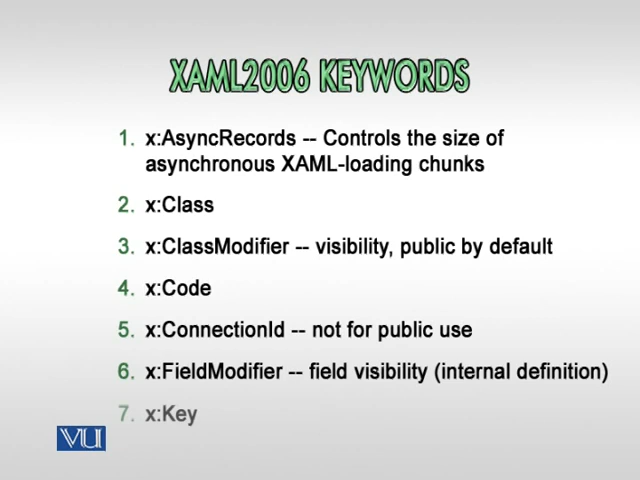 XAML2006 KEYWORDS
1. x:AsyncRecords -- Controls the size of
asynchronous XAML-loading chunks
2. x:Class
3. x:ClassModifier -- visibility, public by default
4. x:Code
5. x:ConnectionId -- not for public use
6. x:FieldModifier -- field visibility (internal definition)
7. x:Key
VU